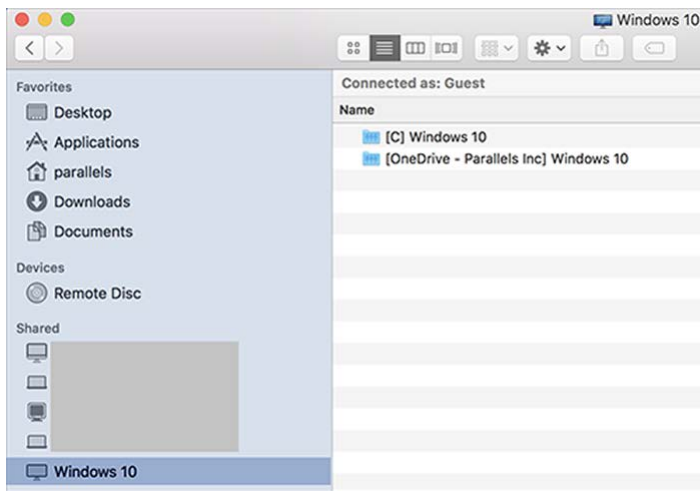 Windows 10
Favorites
Desktop
Applications
parallels
Downloads
Documents
Devices
Remote Disc
Shared
Windows 10
Connected as: Guest
Name
[C] Windows 10
[OneDrive - Parallels Inc] Windows 10